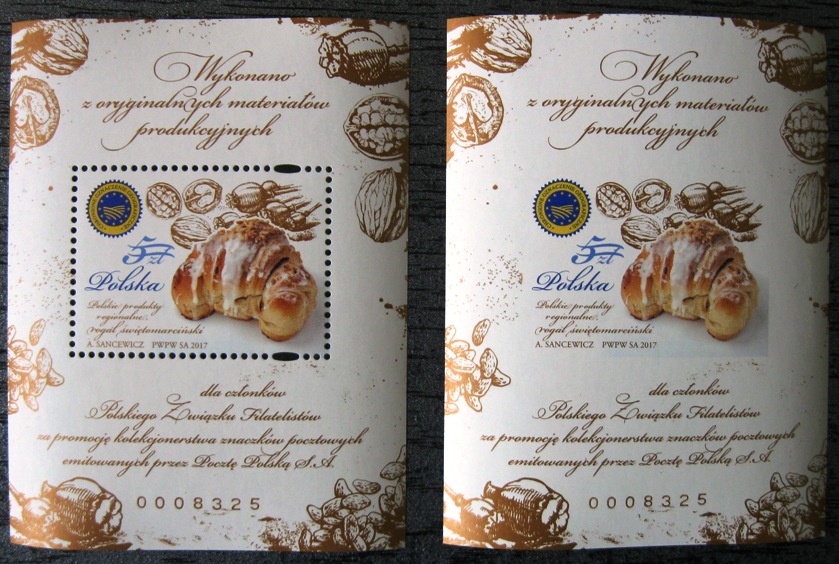 Wykonano
z oryginalnych materiałów
produkcyjnych
5 zł
Polska
Polskie produkty
regionalne
rogal świętomarciński
A. SANCEWICZ PWPW SA 2017
dla członków
Polskiego Związku Filatelistów
za promocję kolekcjonerstwa znaczków pocztowych
emitowanych przez Pocztę Polską S.A.
0008325
Wykonano
z oryginalnych materiałów
produkcyjnych
5 zł
Polska
Polskie produkty
regionalne
rogal świętomarciński
A. SANCEWICZ PWPW SA 2017
dla członków
Polskiego Związku Filatelistów
za promocję kolekcjonerstwa znaczków pocztowych
emitowanych przez Pocztę Polską S.A.
0008325